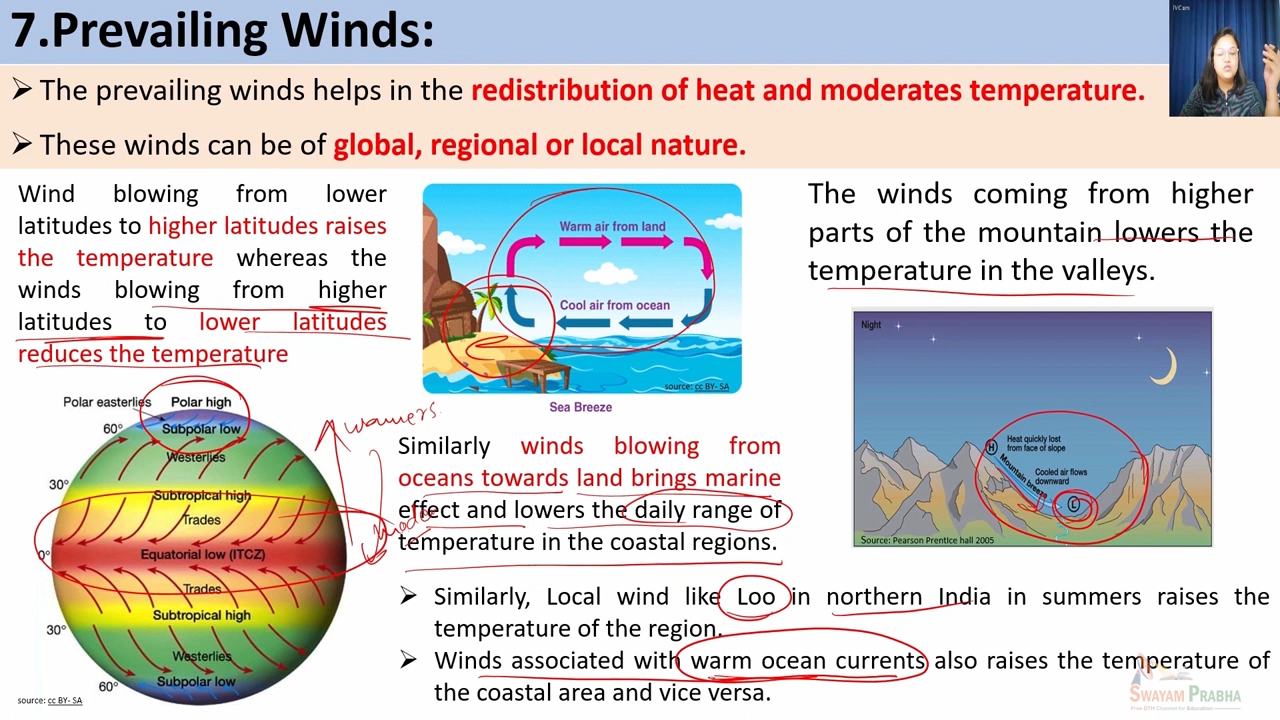 7.Prevailing Winds:
IVCam
➢ The prevailing winds helps in the redistribution of heat and moderates temperature.
➢ These winds can be of global, regional or local nature.
Wind blowing from lower
latitudes to higher latitudes raises
the temperature whereas the
winds blowing from higher
latitudes to lower latitudes
reduces the temperature
Polar easterlies
Polar high
60°
Subpolar low
Westerlies
30°
Subtropical high
Trades
0°
Equatorial low (ITCZ)
Trades
Subtropical high
30°
Westerlies
60°
Subpolar low
source: cc BY- SA
warmers
Warm air from land
Cool air from ocean
source: cc BY- SA
Sea Breeze
Similarly winds blowing from
oceans towards land brings marine
effect and lowers the daily range of
temperature in the coastal regions.
The winds coming from higher
parts of the mountain lowers the
temperature in the valleys.
Night
H
Heat quickly lost
from face of slope
Mountain breeze
Cooled air flows
downward
L
Source: Pearson Prentice hall 2005
➢ Similarly, Local wind like Loo in northern India in summers raises the
temperature of the region.
➢ Winds associated with warm ocean currents also raises the temperature of
the coastal area and vice versa.
SWAYAM PRABHA
Free DTH Channel for Education